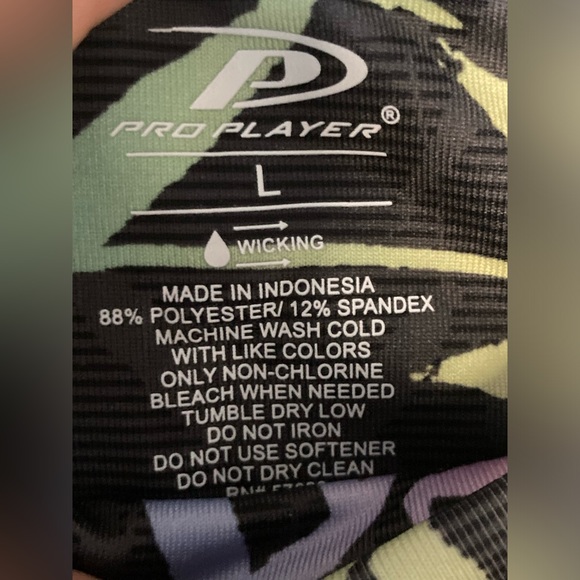 PRO PLAYER®
L
WICKING
MADE IN INDONESIA
88% POLYESTER/ 12% SPANDEX
MACHINE WASH COLD
WITH LIKE COLORS
ONLY NON-CHLORINE
BLEACH WHEN NEEDED
TUMBLE DRY LOW
DO NOT IRON
DO NOT USE SOFTENER
DO NOT DRY CLEAN
RN#